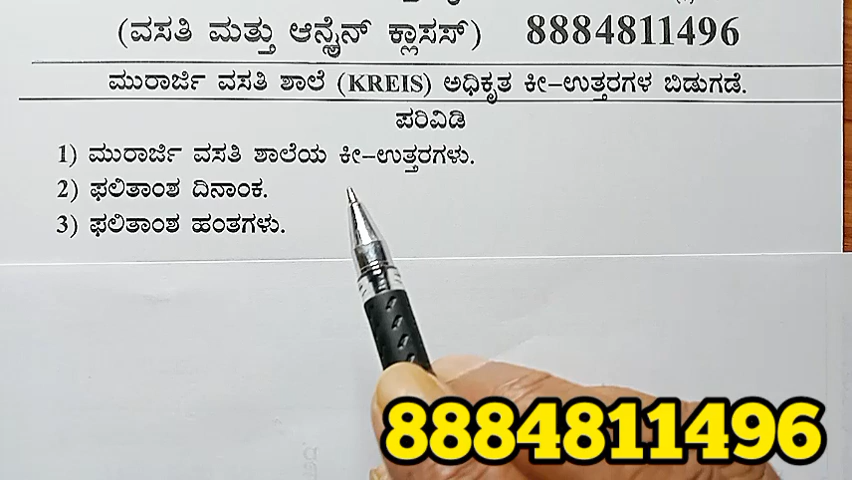 (ವಸತಿ ಮತ್ತು ಆನ್ಲೈನ್ ಕ್ಲಾಸಸ್) 8884811496
ಮುರಾರ್ಜಿ ವಸತಿ ಶಾಲೆ (KREIS) ಅಧಿಕೃತ ಕೀ-ಉತ್ತರಗಳ ಬಿಡುಗಡೆ.
ಪರಿವಿಡಿ
1) ಮುರಾರ್ಜಿ ವಸತಿ ಶಾಲೆಯ ಕೀ-ಉತ್ತರಗಳು.
2) ಫಲಿತಾಂಶ ದಿನಾಂಕ.
3) ಫಲಿತಾಂಶ ಹಂತಗಳು.
8884811496